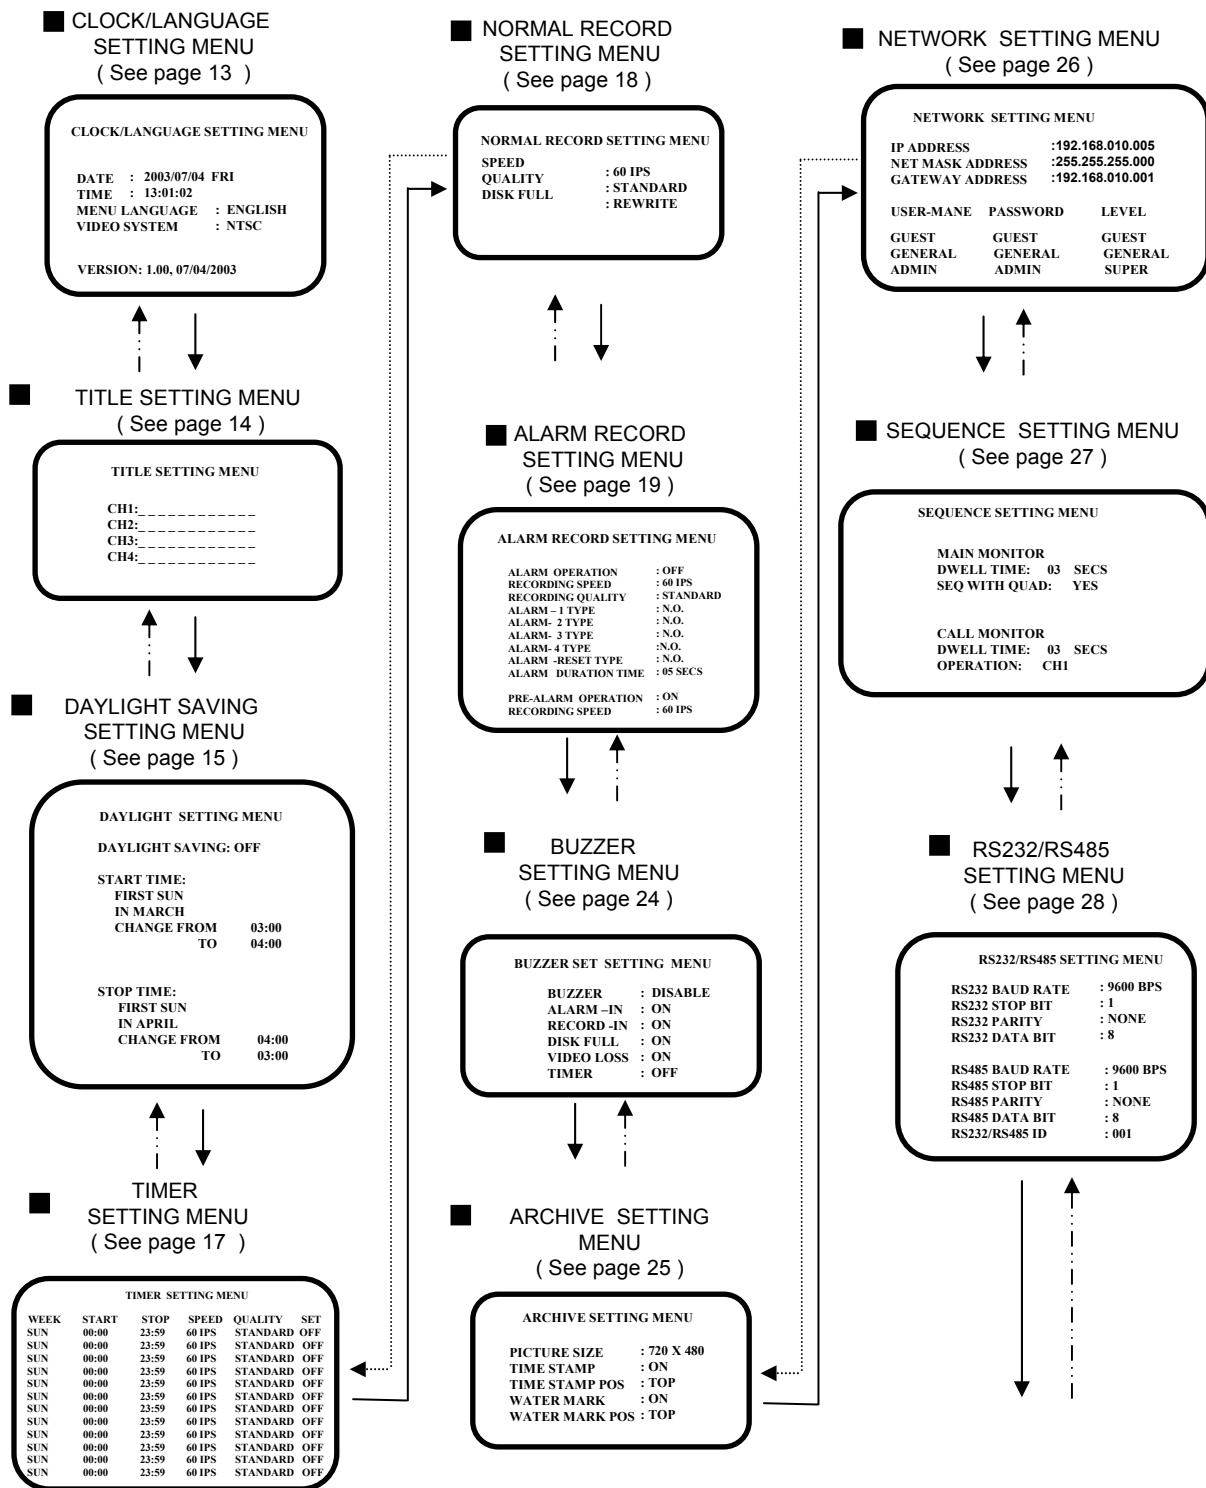 ■ CLOCK/LANGUAGE
SETTING MENU
( See page 13 )
CLOCK/LANGUAGE SETTING MENU
DATE : 2003/07/04 FRI
TIME : 13:01:02
MENU LANGUAGE : ENGLISH
VIDEO SYSTEM : NTSC
VERSION: 1.00, 07/04/2003
■ TITLE SETTING MENU
( See page 14 )
TITLE SETTING MENU
CH1:_ _ _ _ _ _ _ _ _ _ _ _
CH2:_ _ _ _ _ _ _ _ _ _ _ _
CH3:_ _ _ _ _ _ _ _ _ _ _ _
CH4:_ _ _ _ _ _ _ _ _ _ _ _
■ DAYLIGHT SAVING
SETTING MENU
( See page 15 )
DAYLIGHT SETTING MENU
DAYLIGHT SAVING: OFF
START TIME:
FIRST SUN
IN MARCH
CHANGE FROM 03:00
TO 04:00
STOP TIME:
FIRST SUN
IN APRIL
CHANGE FROM 04:00
TO 03:00
■ TIMER
SETTING MENU
( See page 17 )
TIMER SETTING MENU
WEEK START STOP SPEED QUALITY SET
SUN 00:00 23:59 60 IPS STANDARD OFF
SUN 00:00 23:59 60 IPS STANDARD OFF
SUN 00:00 23:59 60 IPS STANDARD OFF
SUN 00:00 23:59 60 IPS STANDARD OFF
SUN 00:00 23:59 60 IPS STANDARD OFF
SUN 00:00 23:59 60 IPS STANDARD OFF
SUN 00:00 23:59 60 IPS STANDARD OFF
SUN 00:00 23:59 60 IPS STANDARD OFF
SUN 00:00 23:59 60 IPS STANDARD OFF
SUN 00:00 23:59 60 IPS STANDARD OFF
SUN 00:00 23:59 60 IPS STANDARD OFF
SUN 00:00 23:59 60 IPS STANDARD OFF
■ NORMAL RECORD
SETTING MENU
( See page 18 )
NORMAL RECORD SETTING MENU
SPEED : 60 IPS
QUALITY : STANDARD
DISK FULL : REWRITE
■ ALARM RECORD
SETTING MENU
( See page 19 )
ALARM RECORD SETTING MENU
ALARM OPERATION : OFF
RECORDING SPEED : 60 IPS
RECORDING QUALITY : STANDARD
ALARM – 1 TYPE : N.O.
ALARM- 2 TYPE : N.O.
ALARM- 3 TYPE : N.O.
ALARM- 4 TYPE :N.O.
ALARM -RESET TYPE : N.O.
ALARM DURATION TIME : 05 SECS
PRE-ALARM OPERATION : ON
RECORDING SPEED : 60 IPS
■ BUZZER
SETTING MENU
( See page 24 )
BUZZER SET SETTING MENU
BUZZER : DISABLE
ALARM –IN : ON
RECORD -IN : ON
DISK FULL : ON
VIDEO LOSS : ON
TIMER : OFF
■ ARCHIVE SETTING
MENU
( See page 25 )
ARCHIVE SETTING MENU
PICTURE SIZE : 720 X 480
TIME STAMP : ON
TIME STAMP POS : TOP
WATER MARK : ON
WATER MARK POS : TOP
■ NETWORK SETTING MENU
( See page 26 )
NETWORK SETTING MENU
IP ADDRESS :192.168.010.005
NET MASK ADDRESS :255.255.255.000
GATEWAY ADDRESS :192.168.010.001
USER-MANE PASSWORD LEVEL
GUEST GUEST GUEST
GENERAL GENERAL GENERAL
ADMIN ADMIN SUPER
■ SEQUENCE SETTING MENU
( See page 27 )
SEQUENCE SETTING MENU
MAIN MONITOR
DWELL TIME: 03 SECS
SEQ WITH QUAD: YES
CALL MONITOR
DWELL TIME: 03 SECS
OPERATION: CH1
■ RS232/RS485
SETTING MENU
( See page 28 )
RS232/RS485 SETTING MENU
RS232 BAUD RATE : 9600 BPS
RS232 STOP BIT : 1
RS232 PARITY : NONE
RS232 DATA BIT : 8
RS485 BAUD RATE : 9600 BPS
RS485 STOP BIT : 1
RS485 PARITY : NONE
RS485 DATA BIT : 8
RS232/RS485 ID : 001